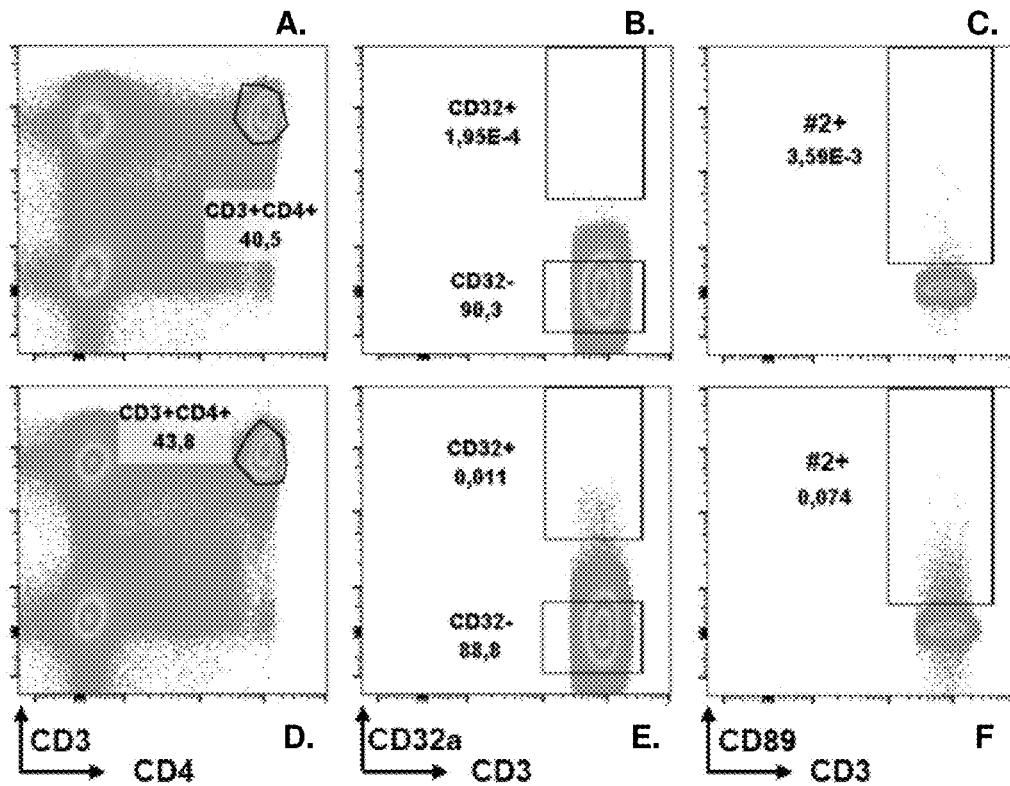 A.
B.
C.
CD3+CD4+
40,5
CD32+
1,95E-4
CD32-
90,3
#2+
3,59E-3
CD3+CD4+
43,8
CD32+
0,011
CD32-
88,8
#2+
0,074
CD3
CD4
D.
CD32a
CD3
E.
CD89
CD3
F